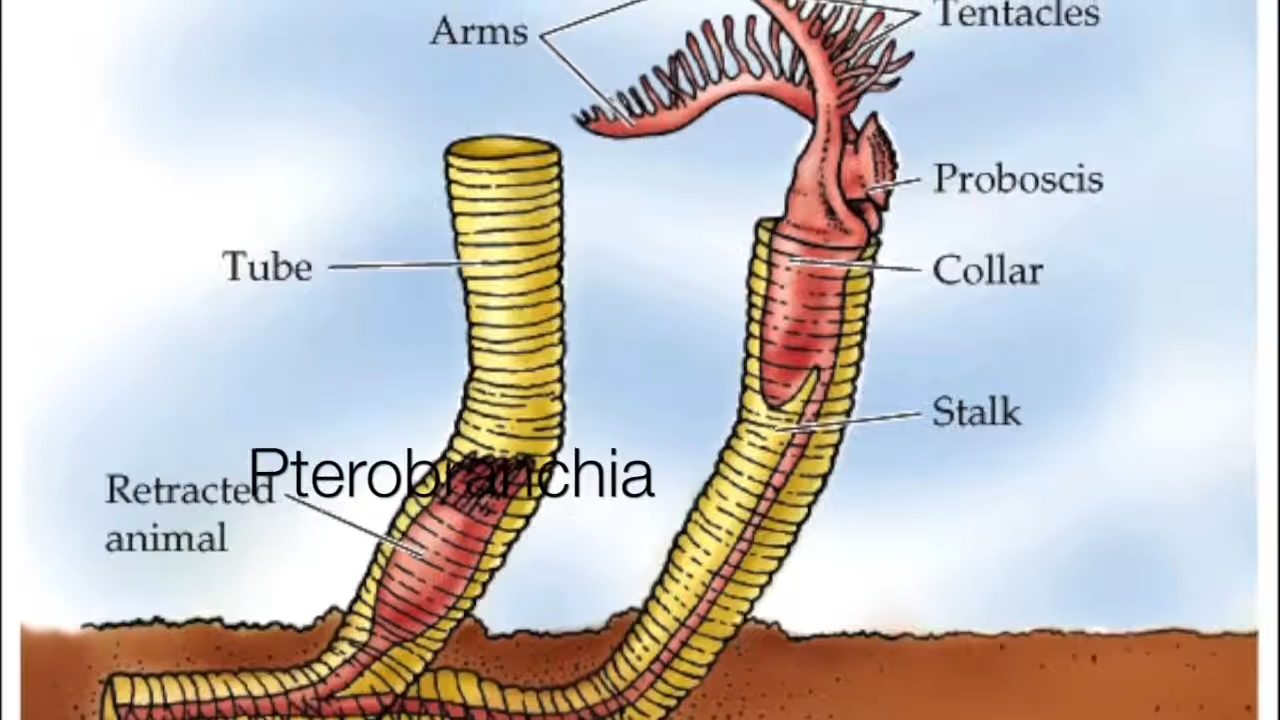 Arms
Tentacles
Proboscis
Tube
Collar
Stalk
Pterobranchia
Retracted
animal